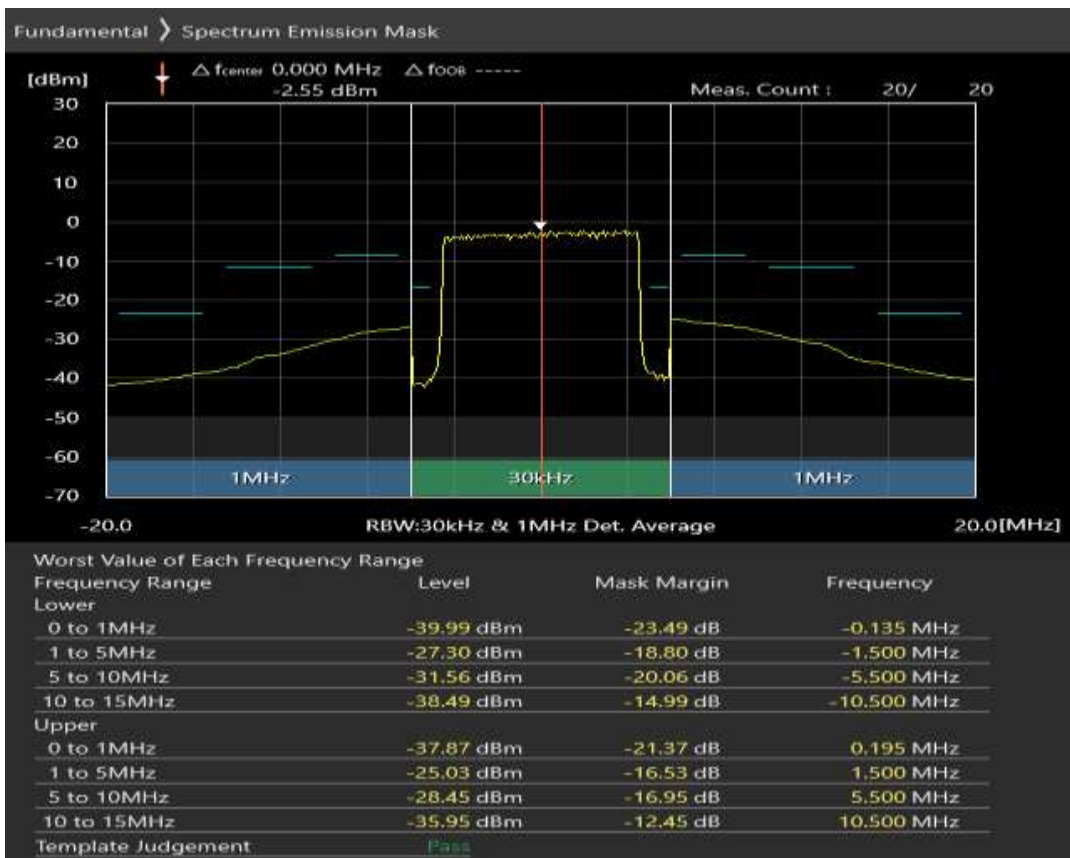 Fundamental ❯ Spectrum Emission Mask
[dBm] △ fcenter 0.000 MHz △ fOOB -----
-2.55 dBm Meas. Count : 20/ 20
30
20
10
0
-10
-20
-30
-40
-50
-60
1MHz 30kHz 1MHz
-70
-20.0 RBW:30kHz & 1MHz Det. Average 20.0[MHz]
Worst Value of Each Frequency Range
Frequency Range Level Mask Margin Frequency
Lower
0 to 1MHz -39.99 dBm -23.49 dB -0.135 MHz
1 to 5MHz -27.30 dBm -18.80 dB -1.500 MHz
5 to 10MHz -31.56 dBm -20.06 dB -5.500 MHz
10 to 15MHz -38.49 dBm -14.99 dB -10.500 MHz
Upper
0 to 1MHz -37.87 dBm -21.37 dB 0.195 MHz
1 to 5MHz -25.03 dBm -16.53 dB 1.500 MHz
5 to 10MHz -28.45 dBm -16.95 dB 5.500 MHz
10 to 15MHz -35.95 dBm -12.45 dB 10.500 MHz
Template Judgement Pass